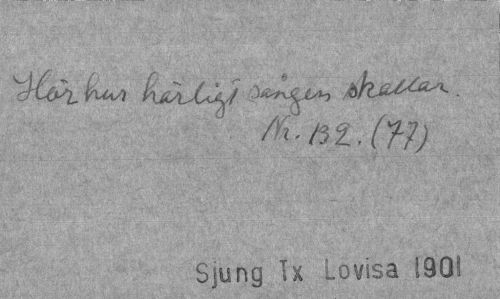 Hör hur härligt sången skallar.
Nr. 132. (77)
Sjung Tx Lovisa 1901